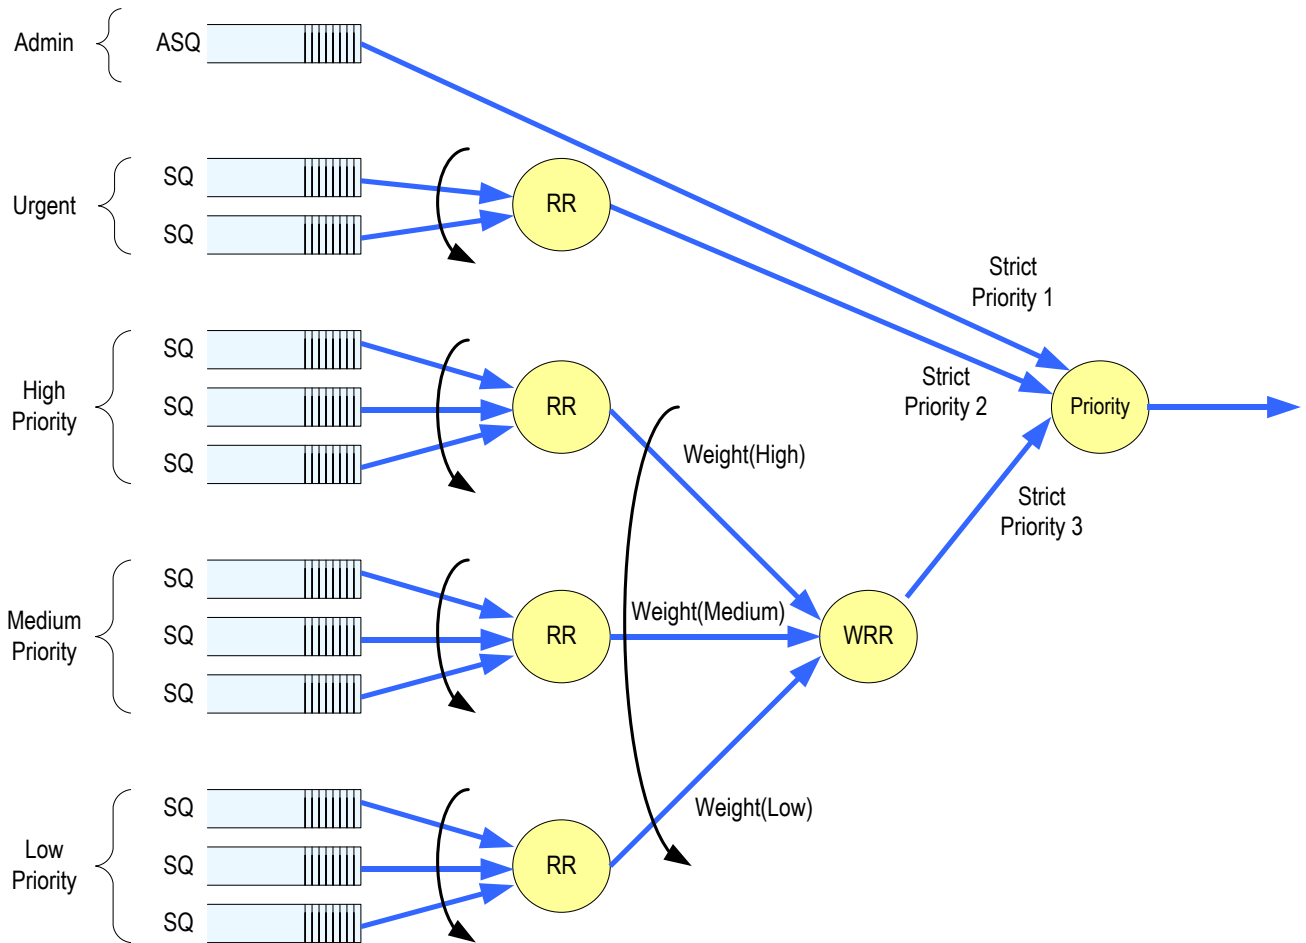 Admin
ASQ
SQ
Urgent
SQ
RR
Strict
Priority 1
SQ
High
Priority
SQ
SQ
RR
Strict
Priority 2
Priority
Weight(High)
Strict
Priority 3
SQ
Medium
Priority
SQ
SQ
RR
Weight(Medium)
WRR
SQ
Low
Priority
SQ
SQ
RR
Weight(Low)